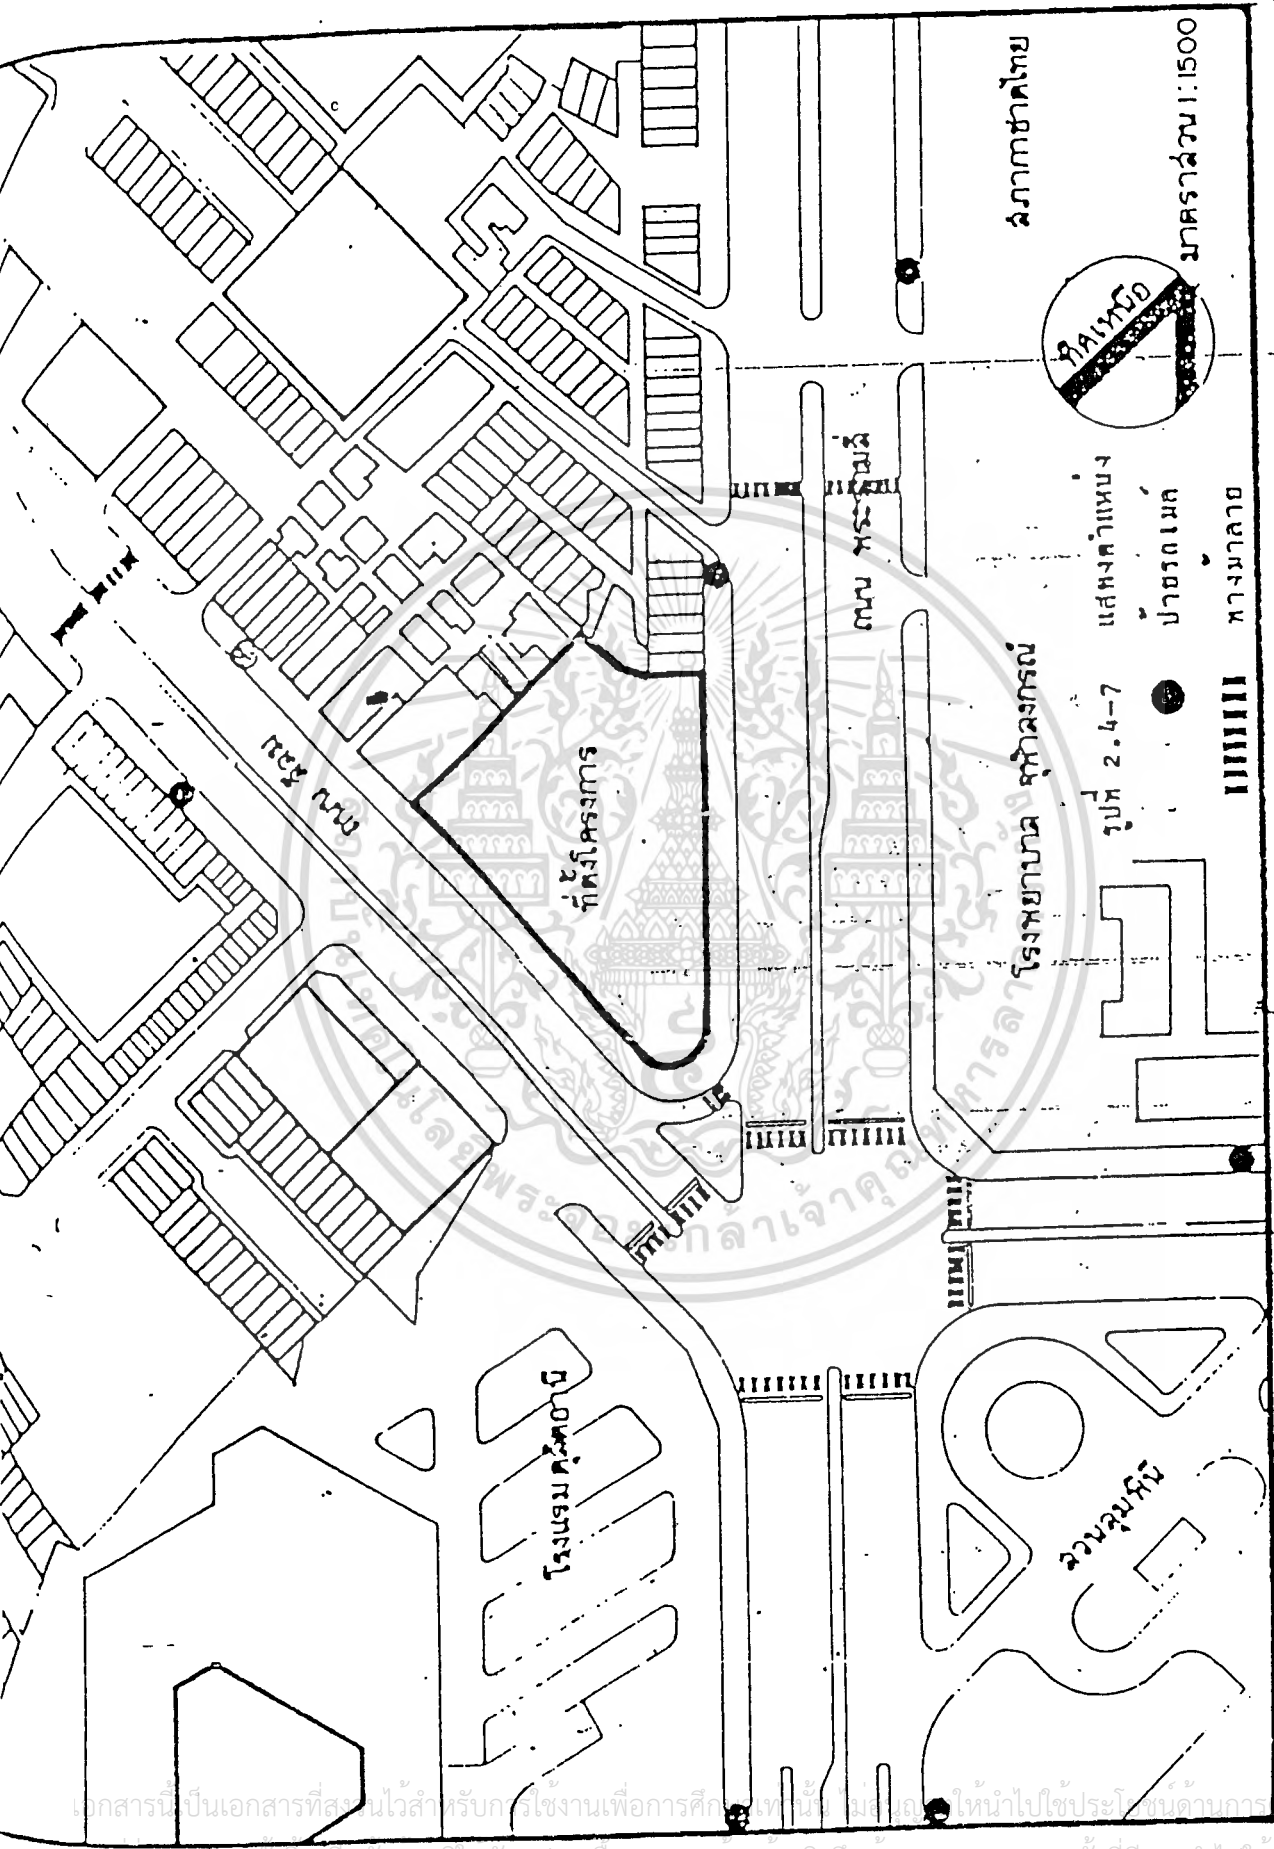 สภากาชาดไทย
มาตราส่วน 1:1500
ทิศเหนือ
ถนน พระรามสี่
ถนน สีลม
ที่ตั้งโครงการ
โรงพยาบาล จุฬาลงกรณ์
รูปที่ 2.4-7 แสดงตำแหน่ง
ป้ายรถเมล์
ทางม้าลาย
โรงแรมดุสิตธานี
สวนลุมพินี
เอกสารนี้เป็นเอกสารที่สงวนไว้สำหรับการใช้งานเพื่อการศึกษาเท่านั้น ไม่อนุญาตให้นำไปใช้ประโยชน์ด้านการ